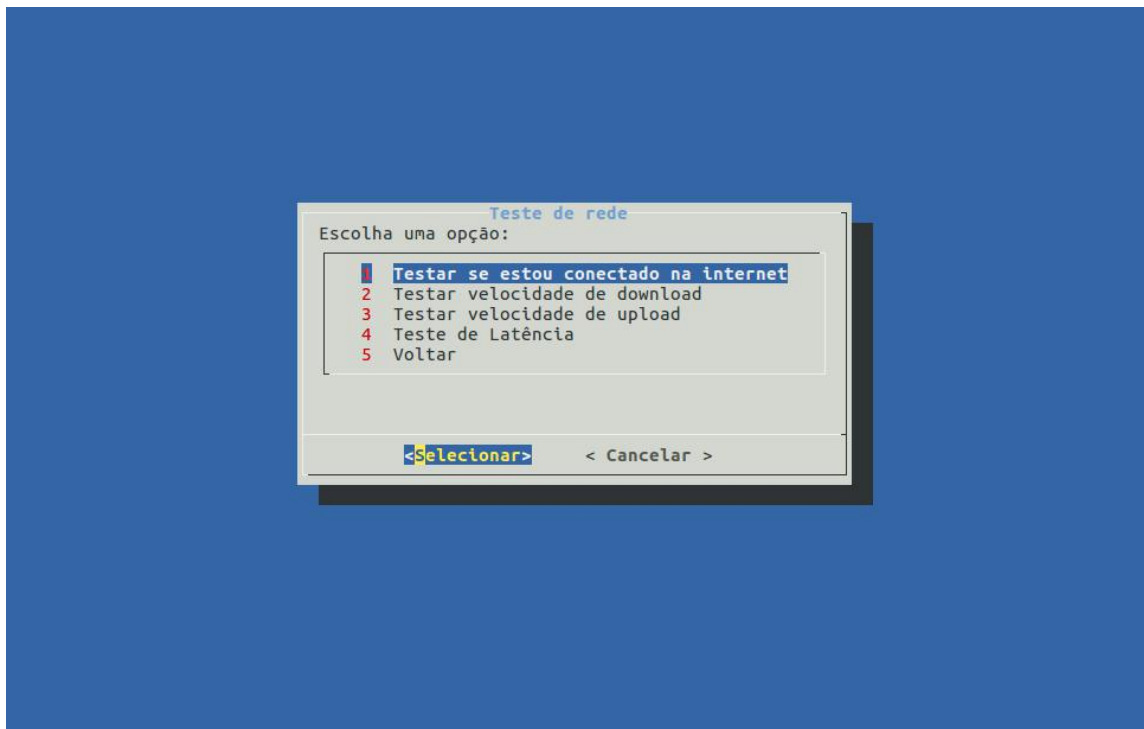 Teste de rede
Escolha uma opção:
1 Testar se estou conectado na internet
2 Testar velocidade de download
3 Testar velocidade de upload
4 Teste de Latência
5 Voltar
<Selecionar> < Cancelar >